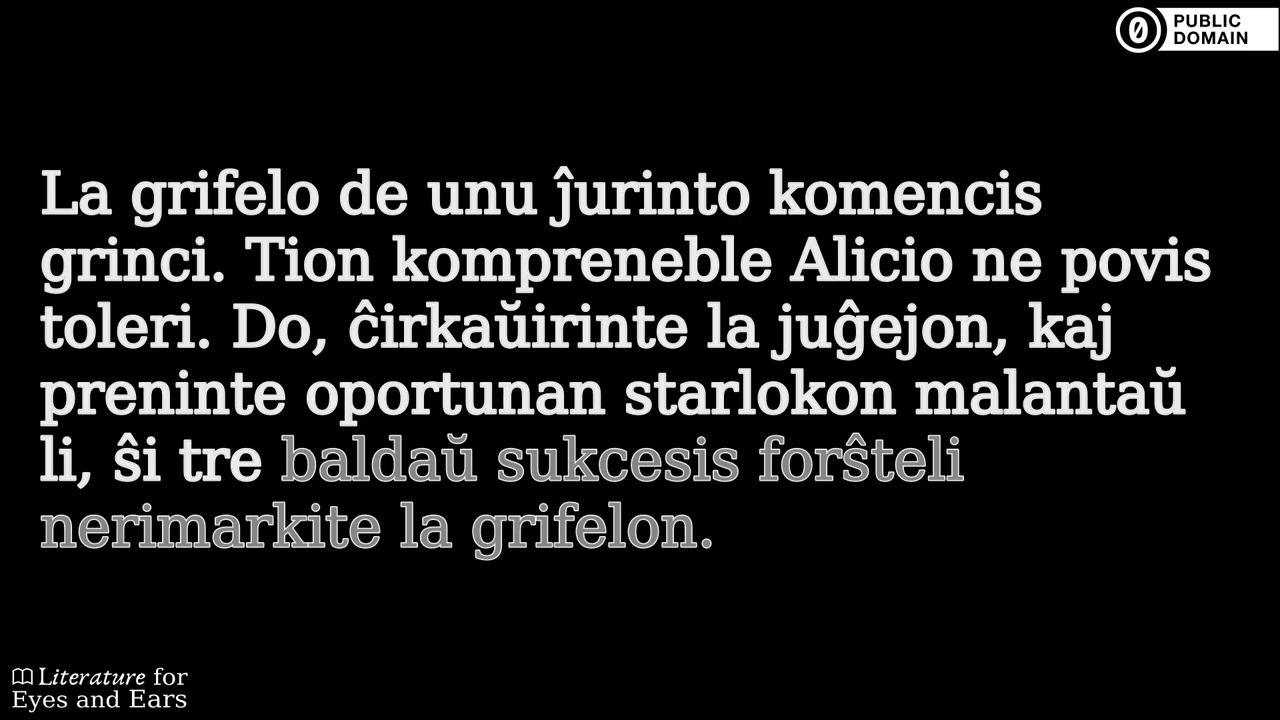 PUBLIC
DOMAIN
La grifelo de unu ĵurinto komencis
grinci. Tion kompreneble Alicio ne povis
toleri. Do, ĉirkaŭirinte la juĝejon, kaj
preninte oportunan starlokon malantaŭ
li, ŝi tre baldaŭ sukcesis forŝteli
nerimarkite la grifelon.
Literature for
Eyes and Ears